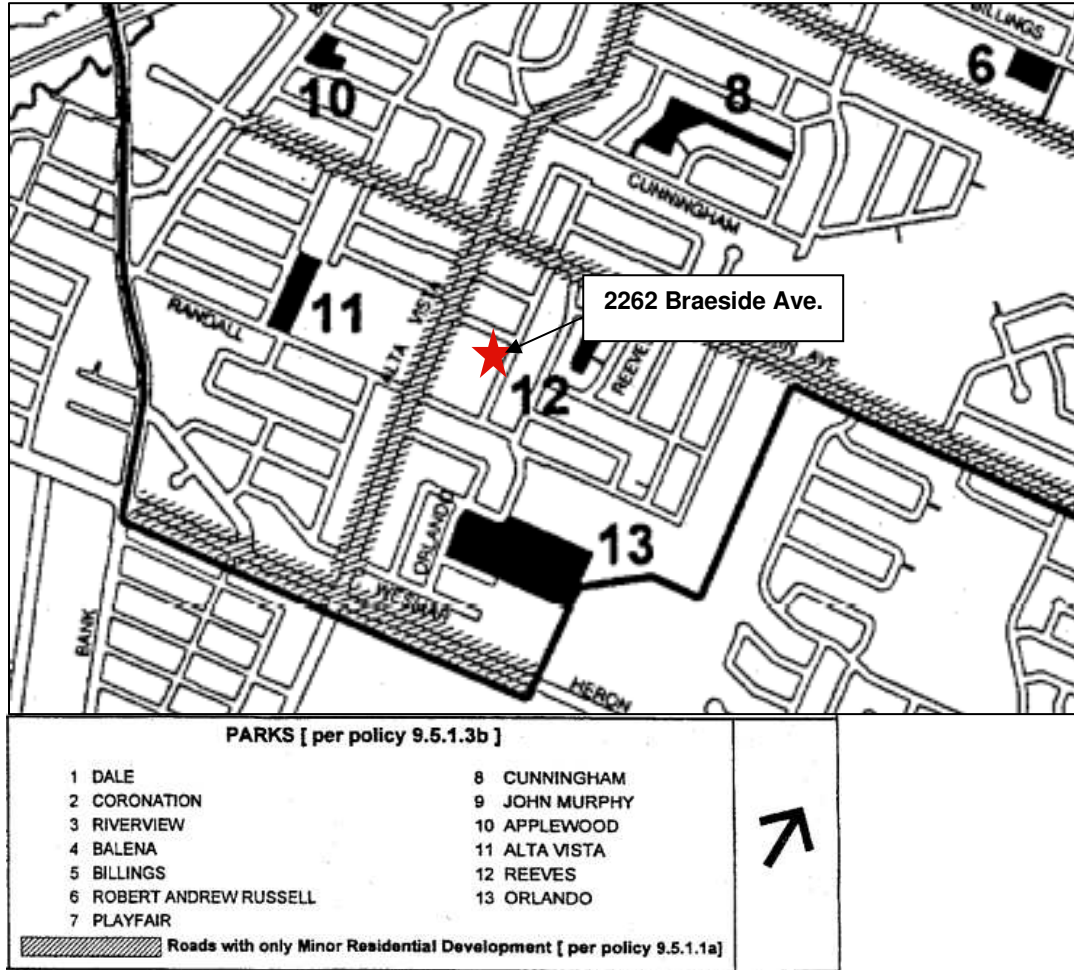 BILLINGS
6
8
10
CUNNINGHAM
2262 Braeside Ave.
VISTA
11
RANDALL
ALTA
REEVES
AVE
12
ORLANDO
13
WESMAR
BANK
HERON
PARKS [ per policy 9.5.1.3b ]
1 DALE
2 CORONATION
3 RIVERVIEW
4 BALENA
5 BILLINGS
6 ROBERT ANDREW RUSSELL
7 PLAYFAIR
8 CUNNINGHAM
9 JOHN MURPHY
10 APPLEWOOD
11 ALTA VISTA
12 REEVES
13 ORLANDO
Roads with only Minor Residential Development [ per policy 9.5.1.1a]